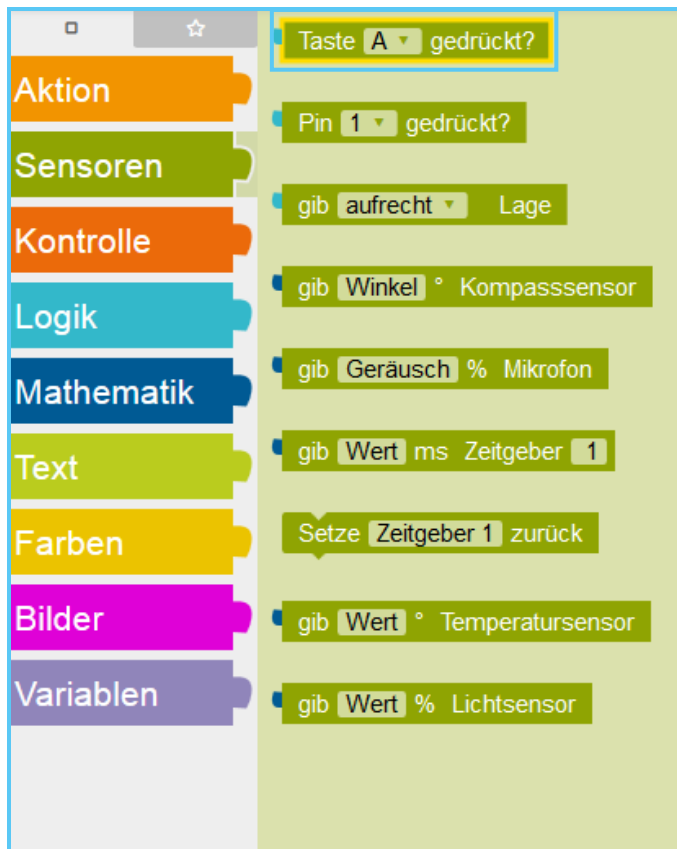 Aktion
Sensoren
Kontrolle
Logik
Mathematik
Text
Farben
Bilder
Variablen
Taste A gedrückt?
Pin 1 gedrückt?
gib aufrecht Lage
gib Winkel ° Kompasssensor
gib Geräusch % Mikrofon
gib Wert ms Zeitgeber 1
Setze Zeitgeber 1 zurück
gib Wert ° Temperatursensor
gib Wert % Lichtsensor